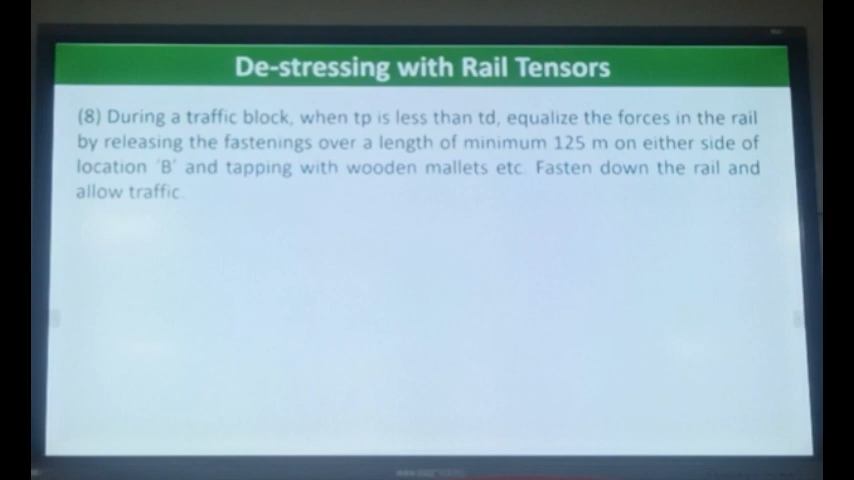 De-stressing with Rail Tensors
(8) During a traffic block, when tp is less than td, equalize the forces in the rail
by releasing the fastenings over a length of minimum 125 m on either side of
location 'B' and tapping with wooden mallets etc. Fasten down the rail and
allow traffic.